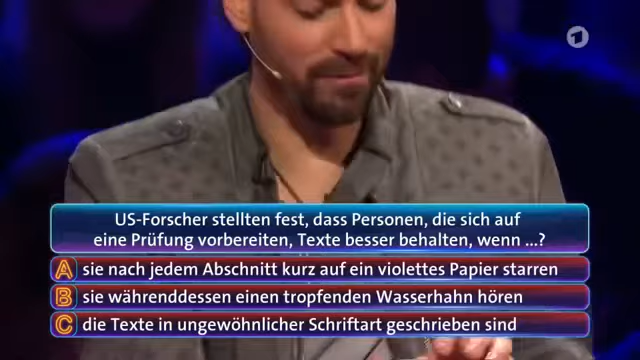 US-Forscher stellten fest, dass Personen, die sich auf
eine Prüfung vorbereiten, Texte besser behalten, wenn ...?
A sie nach jedem Abschnitt kurz auf ein violettes Papier starren
B sie währenddessen einen tropfenden Wasserhahn hören
C die Texte in ungewöhnlicher Schriftart geschrieben sind